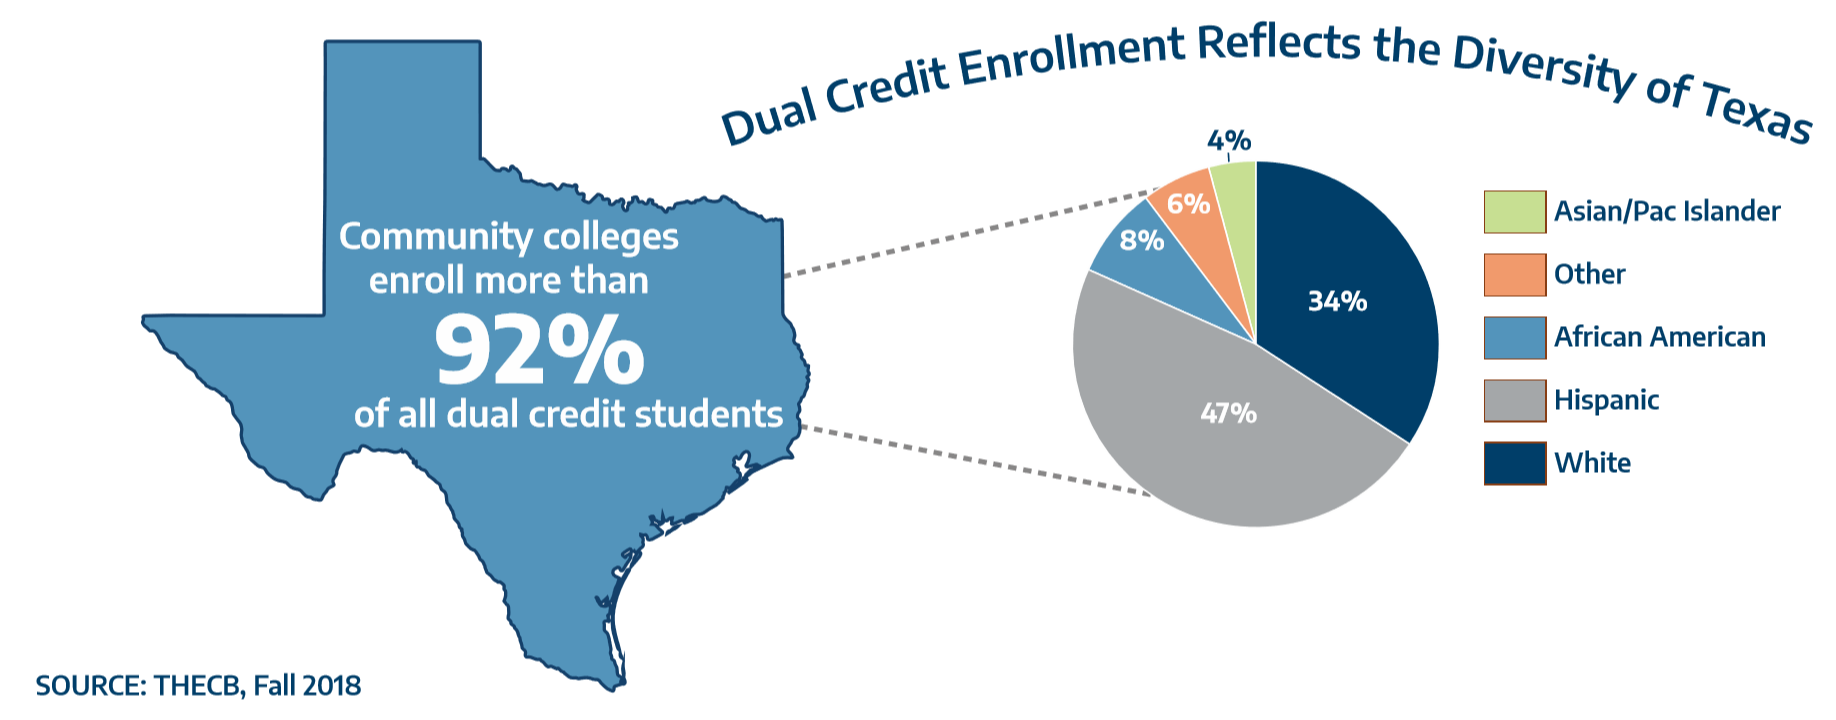 Dual Credit Enrollment Reflects the Diversity of Texas
Community colleges
enroll more than
92%
of all dual credit students
4%
6%
8%
34%
47%
Asian/Pac Islander
Other
African American
Hispanic
White
SOURCE: THECB, Fall 2018